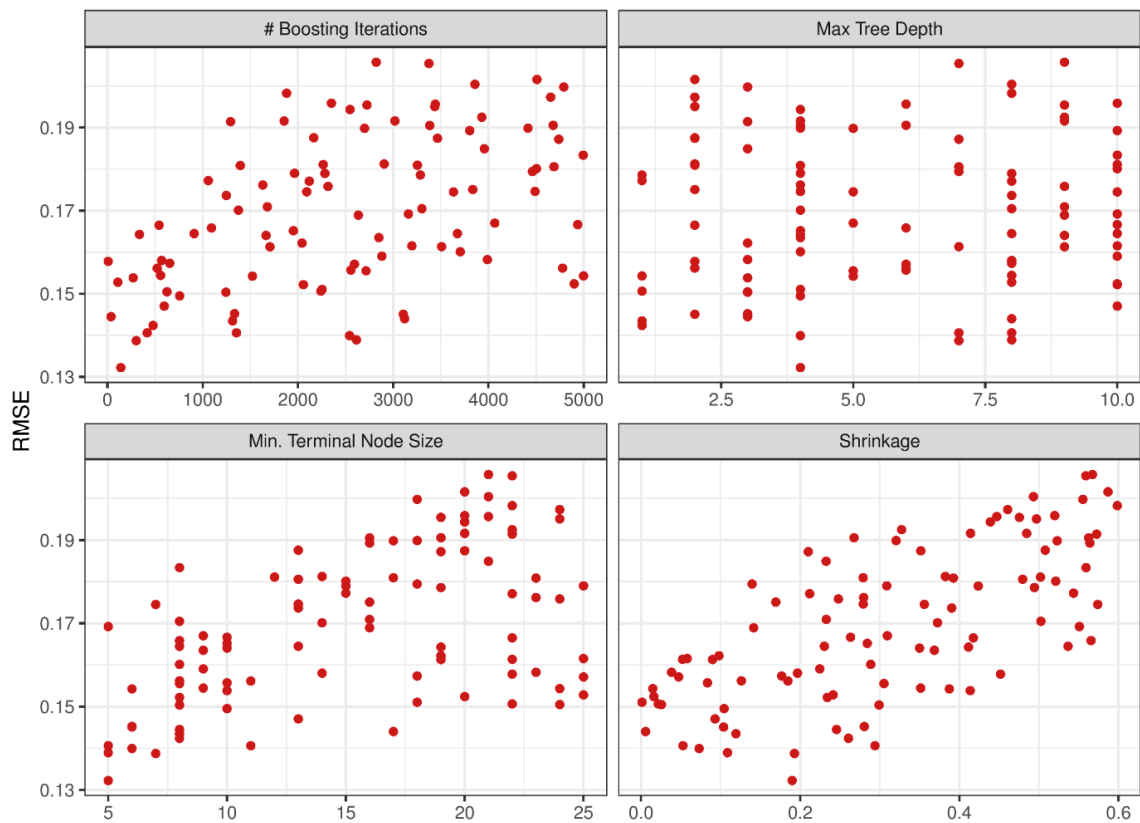 # Boosting Iterations
Max Tree Depth
0.19
0.17
0.15
0.13
0 1000 2000 3000 4000 5000
2.5 5.0 7.5 10.0
RMSE
Min. Terminal Node Size
Shrinkage
0.19
0.17
0.15
0.13
5 10 15 20 25
0.0 0.2 0.4 0.6